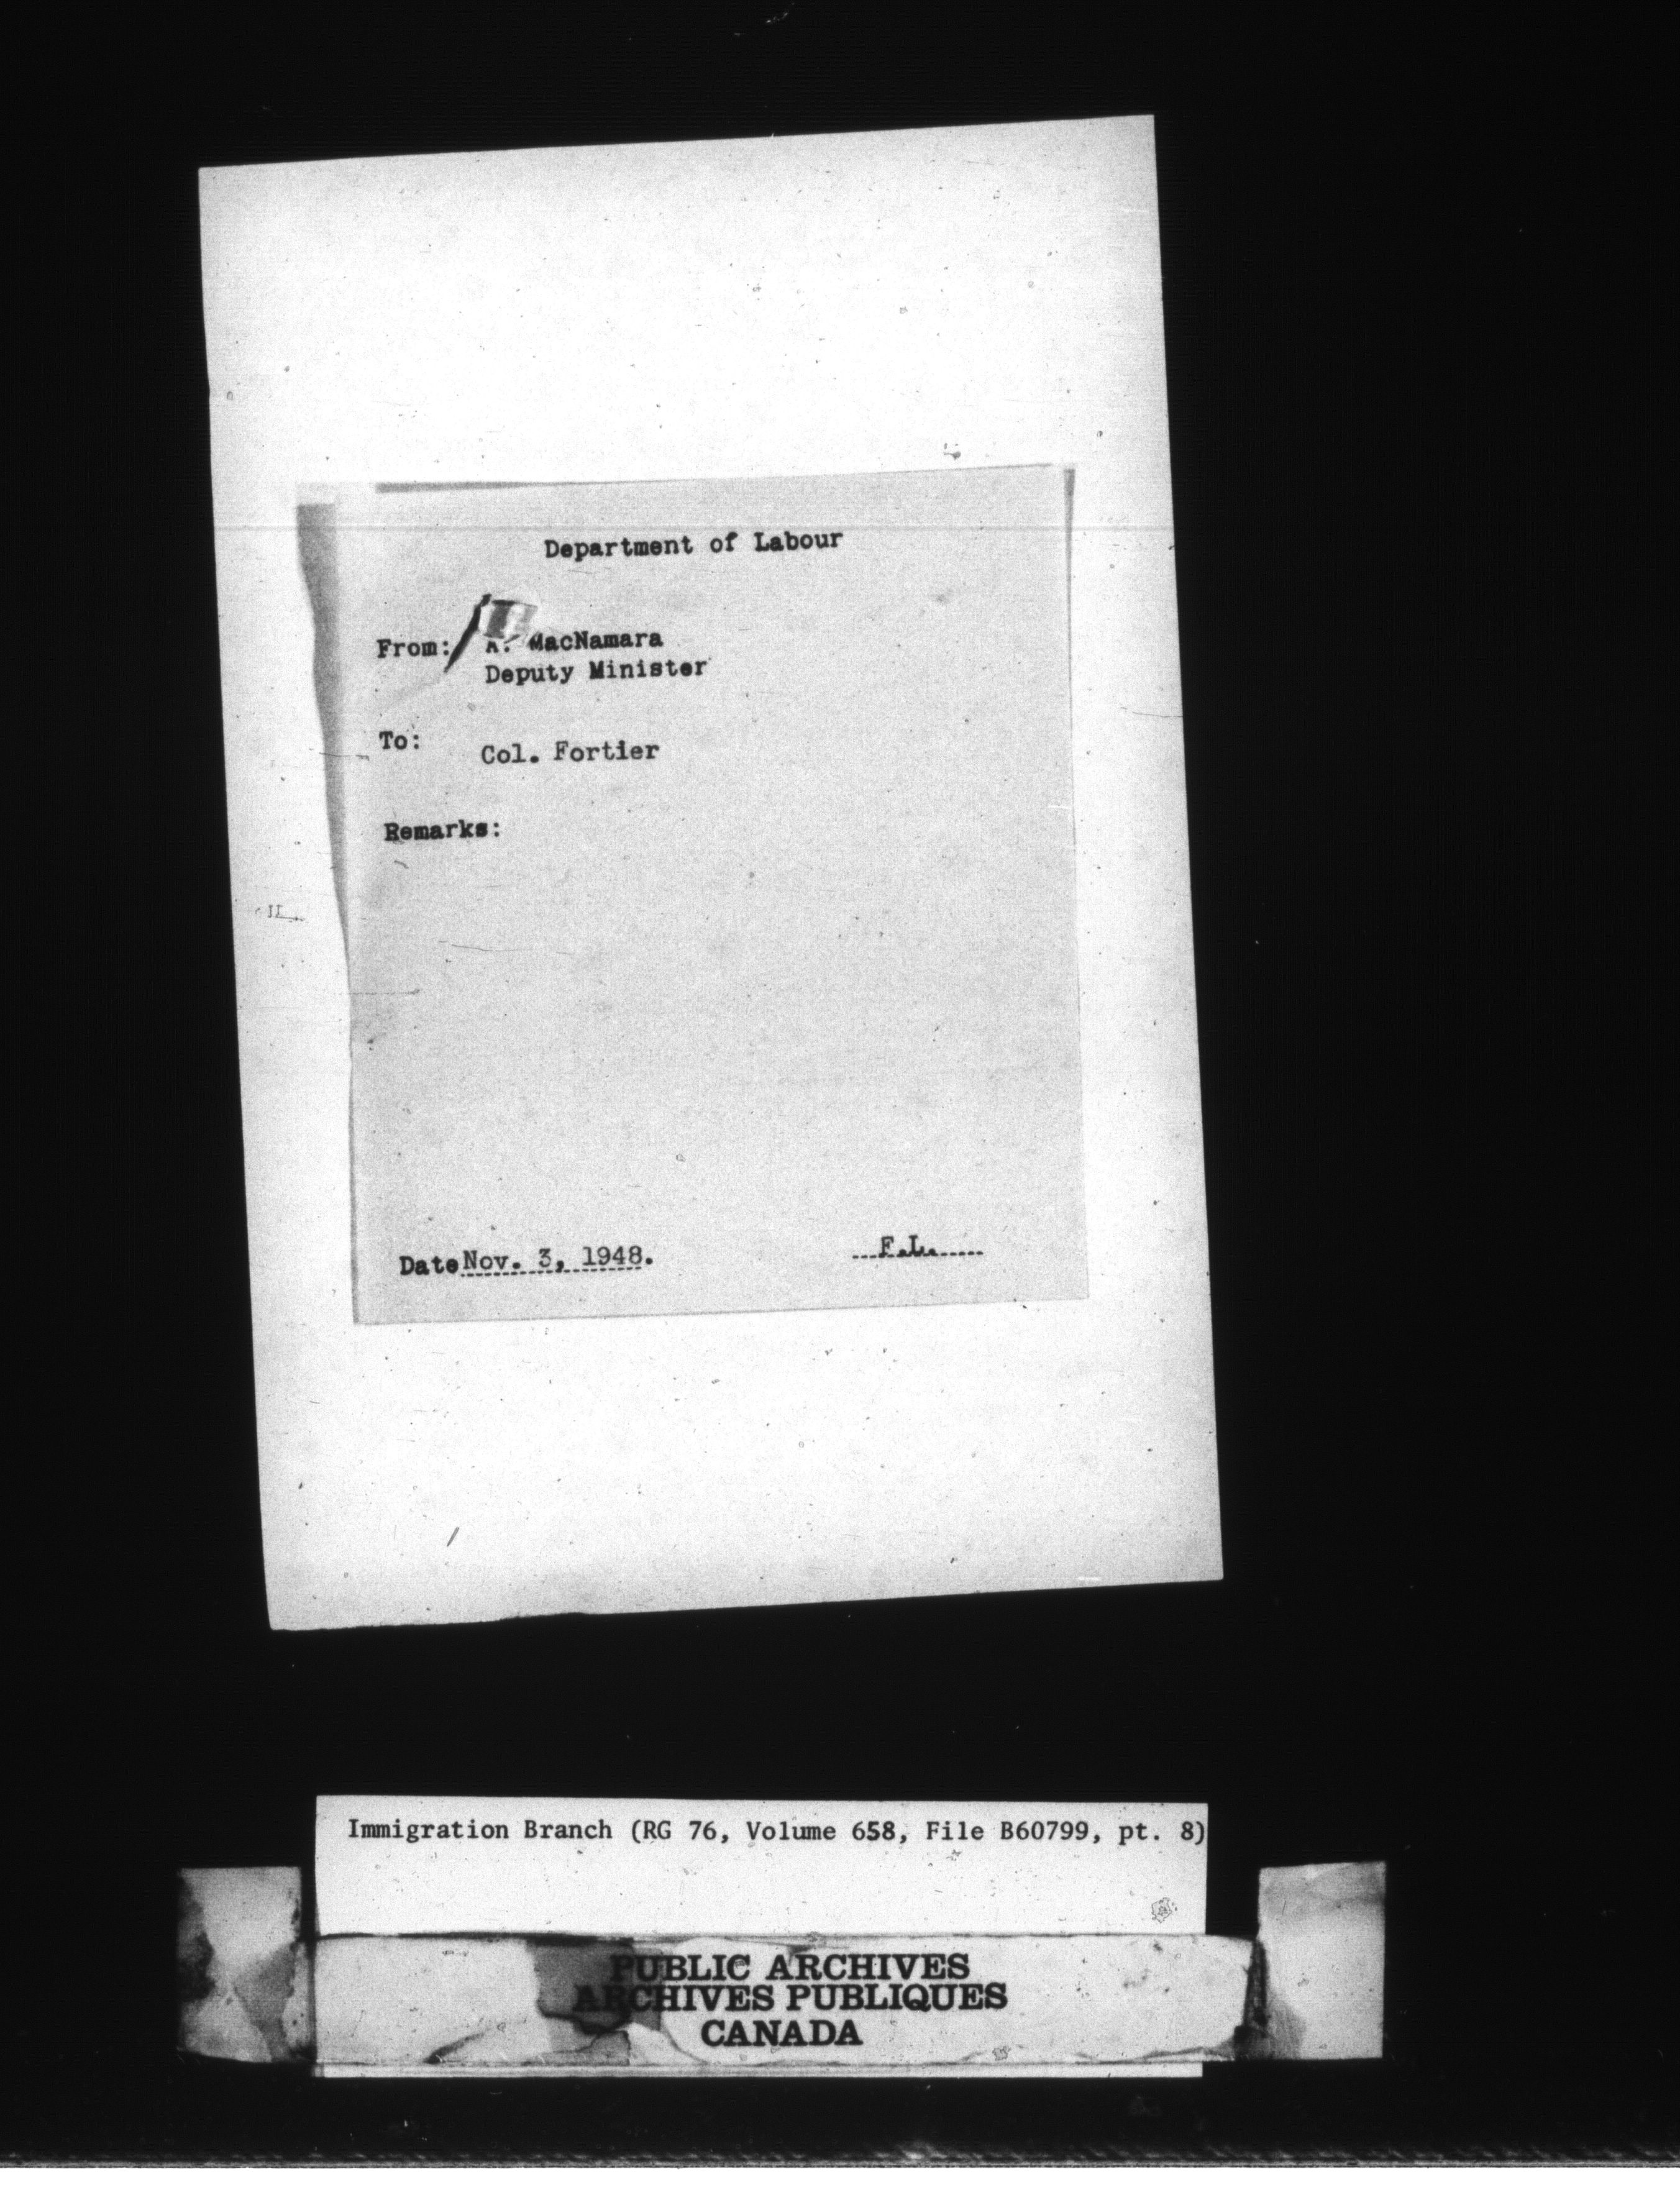 Department of Labour
From: A. MacNamara
Deputy Minister
To: Col. Fortier
Remarks:
Date Nov. 3, 1948. F.L.
Immigration Branch (RG 76, Volume 658, File B60799, pt. 8)
PUBLIC ARCHIVES
ARCHIVES PUBLIQUES
CANADA